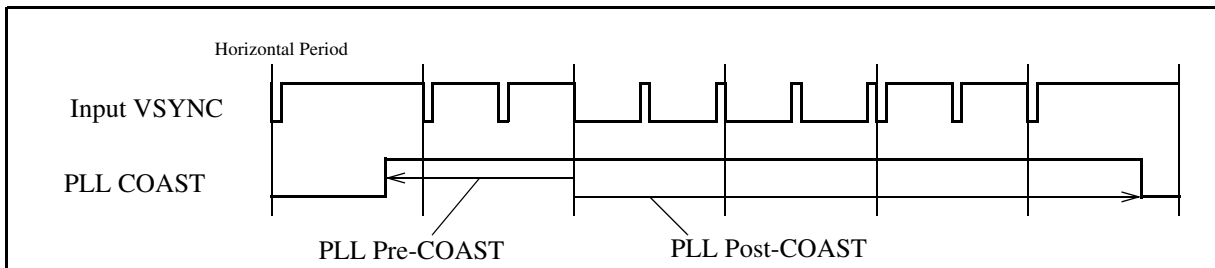 Horizontal Period
Input VSYNC
PLL COAST
PLL Pre-COAST
PLL Post-COAST